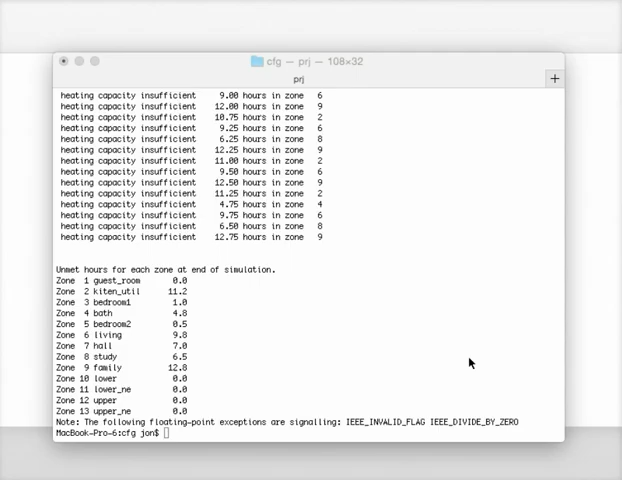 cfg — prj — 108×32
prj
+
heating capacity insufficient 9.00 hours in zone 6
heating capacity insufficient 12.00 hours in zone 9
heating capacity insufficient 10.75 hours in zone 2
heating capacity insufficient 9.25 hours in zone 6
heating capacity insufficient 6.25 hours in zone 8
heating capacity insufficient 12.25 hours in zone 9
heating capacity insufficient 11.00 hours in zone 2
heating capacity insufficient 9.50 hours in zone 6
heating capacity insufficient 12.50 hours in zone 9
heating capacity insufficient 11.25 hours in zone 2
heating capacity insufficient 4.75 hours in zone 4
heating capacity insufficient 9.75 hours in zone 6
heating capacity insufficient 6.50 hours in zone 8
heating capacity insufficient 12.75 hours in zone 9
Unmet hours for each zone at end of simulation.
Zone 1 guest_room 0.0
Zone 2 kiten_util 11.2
Zone 3 bedroom1 1.0
Zone 4 bath 4.8
Zone 5 bedroom2 0.5
Zone 6 living 9.8
Zone 7 hall 7.0
Zone 8 study 6.5
Zone 9 family 12.8
Zone 10 lower 0.0
Zone 11 lower_ne 0.0
Zone 12 upper 0.0
Zone 13 upper_ne 0.0
Note: The following floating-point exceptions are signalling: IEEE_INVALID_FLAG IEEE_DIVIDE_BY_ZERO
MacBook-Pro-6:cfg jon$